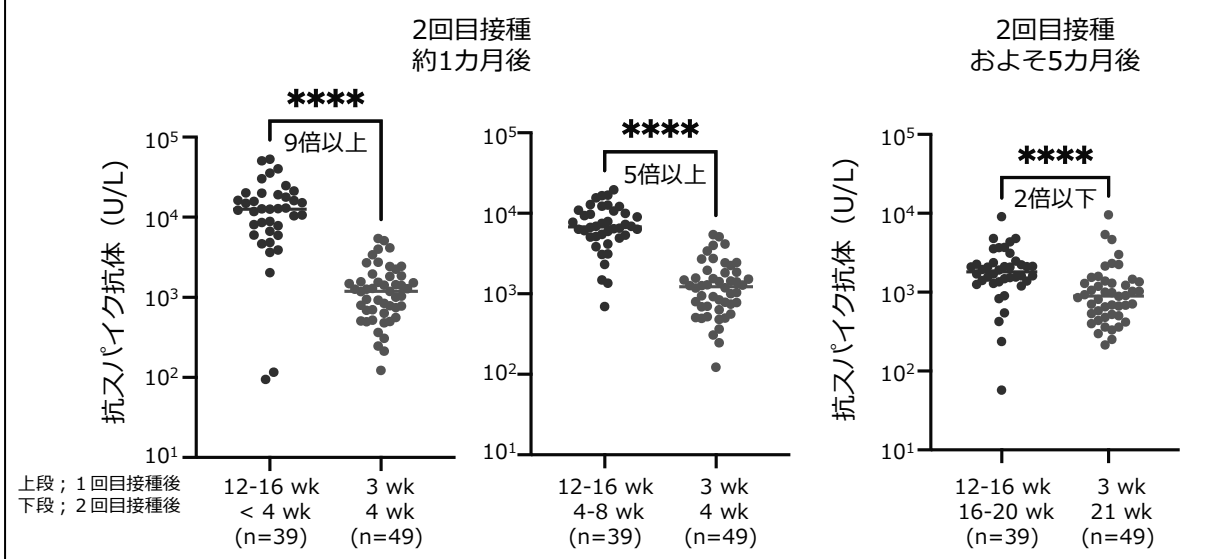 2回目接種
約1カ月後
2回目接種
およそ5カ月後
抗スパイク抗体 (U/L)
10⁵
10⁴
10³
10²
10¹
****
9倍以上
12-16 wk
< 4 wk
(n=39)
3 wk
4 wk
(n=49)
10⁵
10⁴
10³
10²
10¹
****
5倍以上
12-16 wk
4-8 wk
(n=39)
3 wk
4 wk
(n=49)
抗スパイク抗体 (U/L)
10⁵
10⁴
10³
10²
10¹
****
2倍以下
12-16 wk
16-20 wk
(n=39)
3 wk
21 wk
(n=49)
上段；１回目接種後
下段；２回目接種後